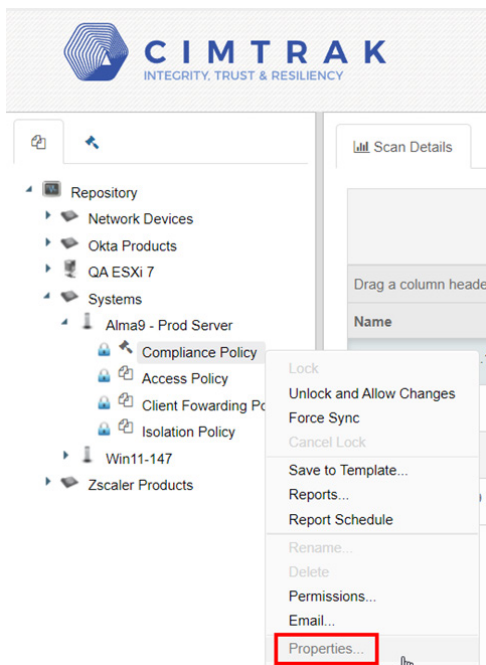 CIMTRAK
INTEGRITY, TRUST & RESILIENCY
Scan Details
Repository
Network Devices
Okta Products
QA ESXi 7
Systems
Alma9 - Prod Server
Compliance Policy
Access Policy
Client Fowarding
Isolation Policy
Win11-147
Zscaler Products
Drag a column
Name
Lock
Unlock and Allow Changes
Force Sync
Cancel Lock
Save to Template...
Reports...
Report Schedule
Rename...
Delete
Permissions...
Email...
Properties...